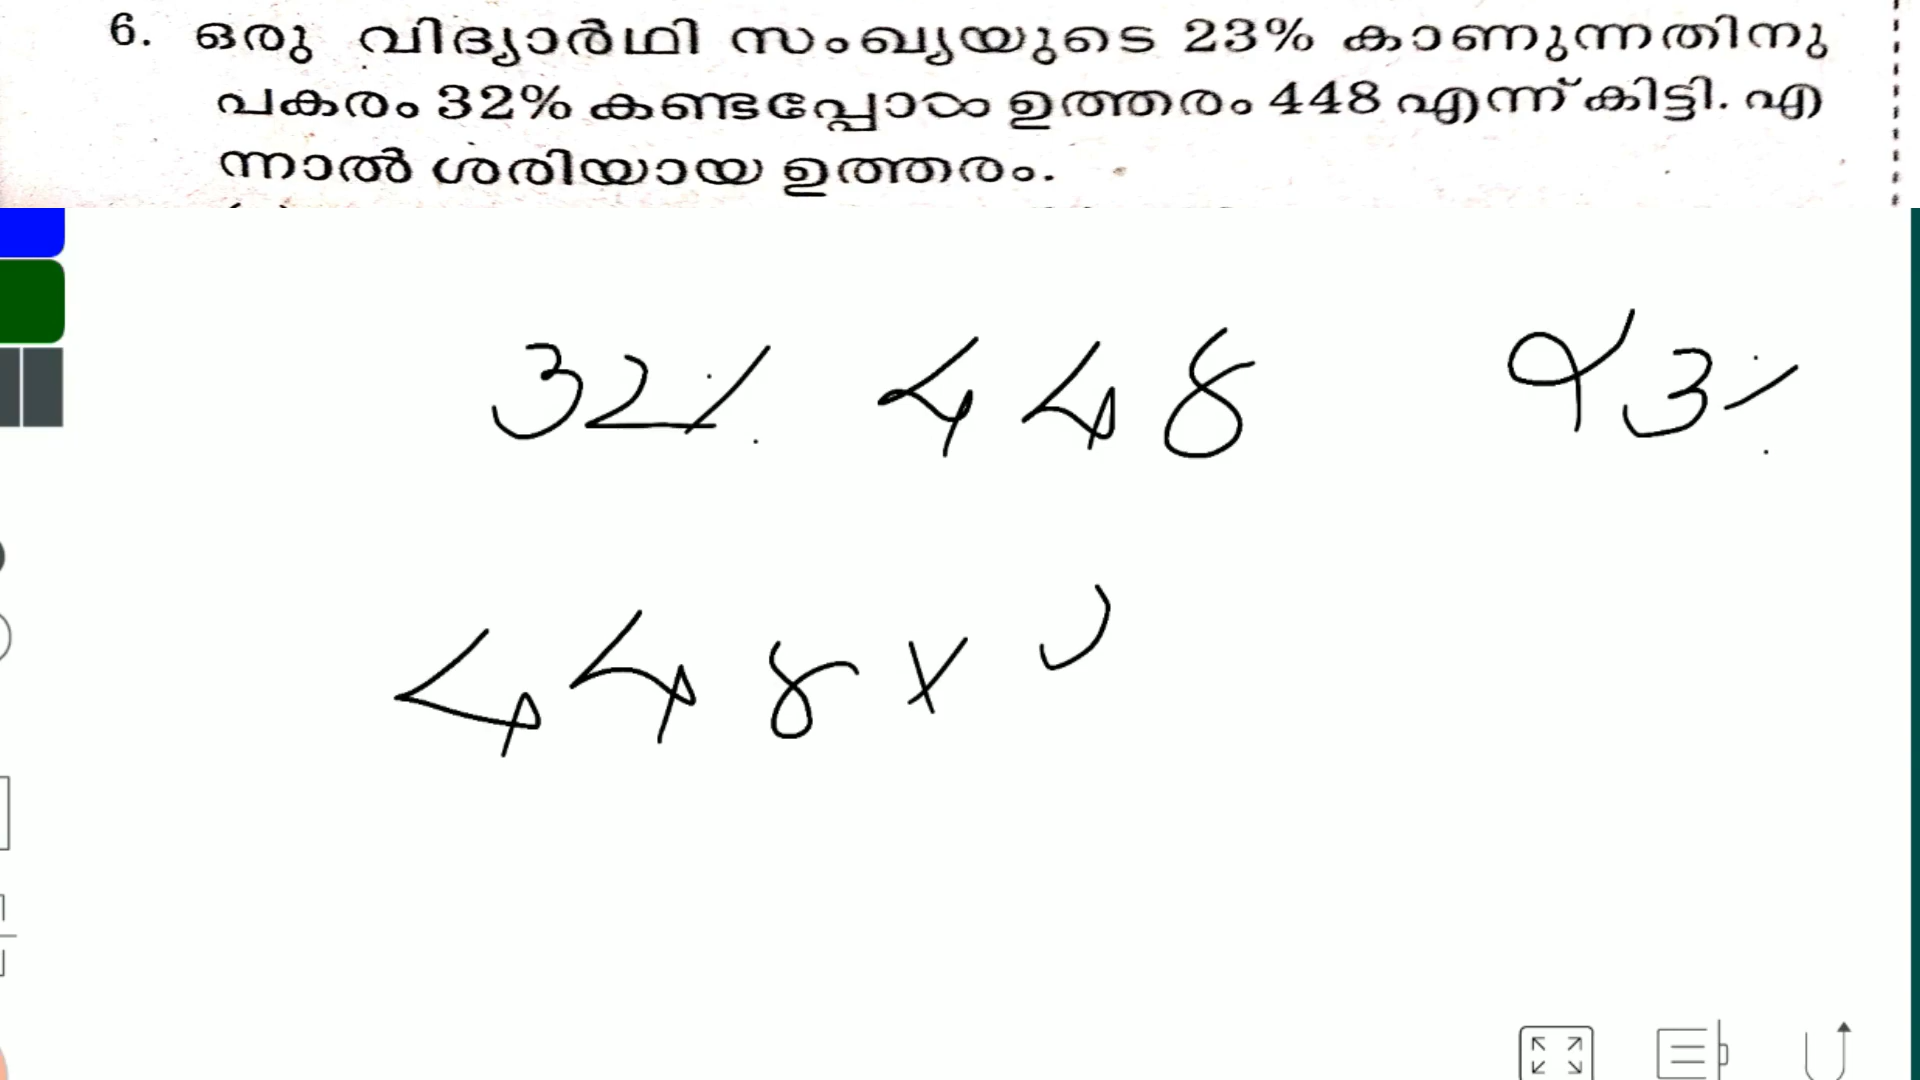 6. ഒരു വിദ്യാർഥി സംഖ്യയുടെ 23% കാണുന്നതിനു
പകരം 32% കണ്ടപ്പോൾ ഉത്തരം 448 എന്ന് കിട്ടി. എ
ന്നാൽ ശരിയായ ഉത്തരം.
32% 448 23%
448 x